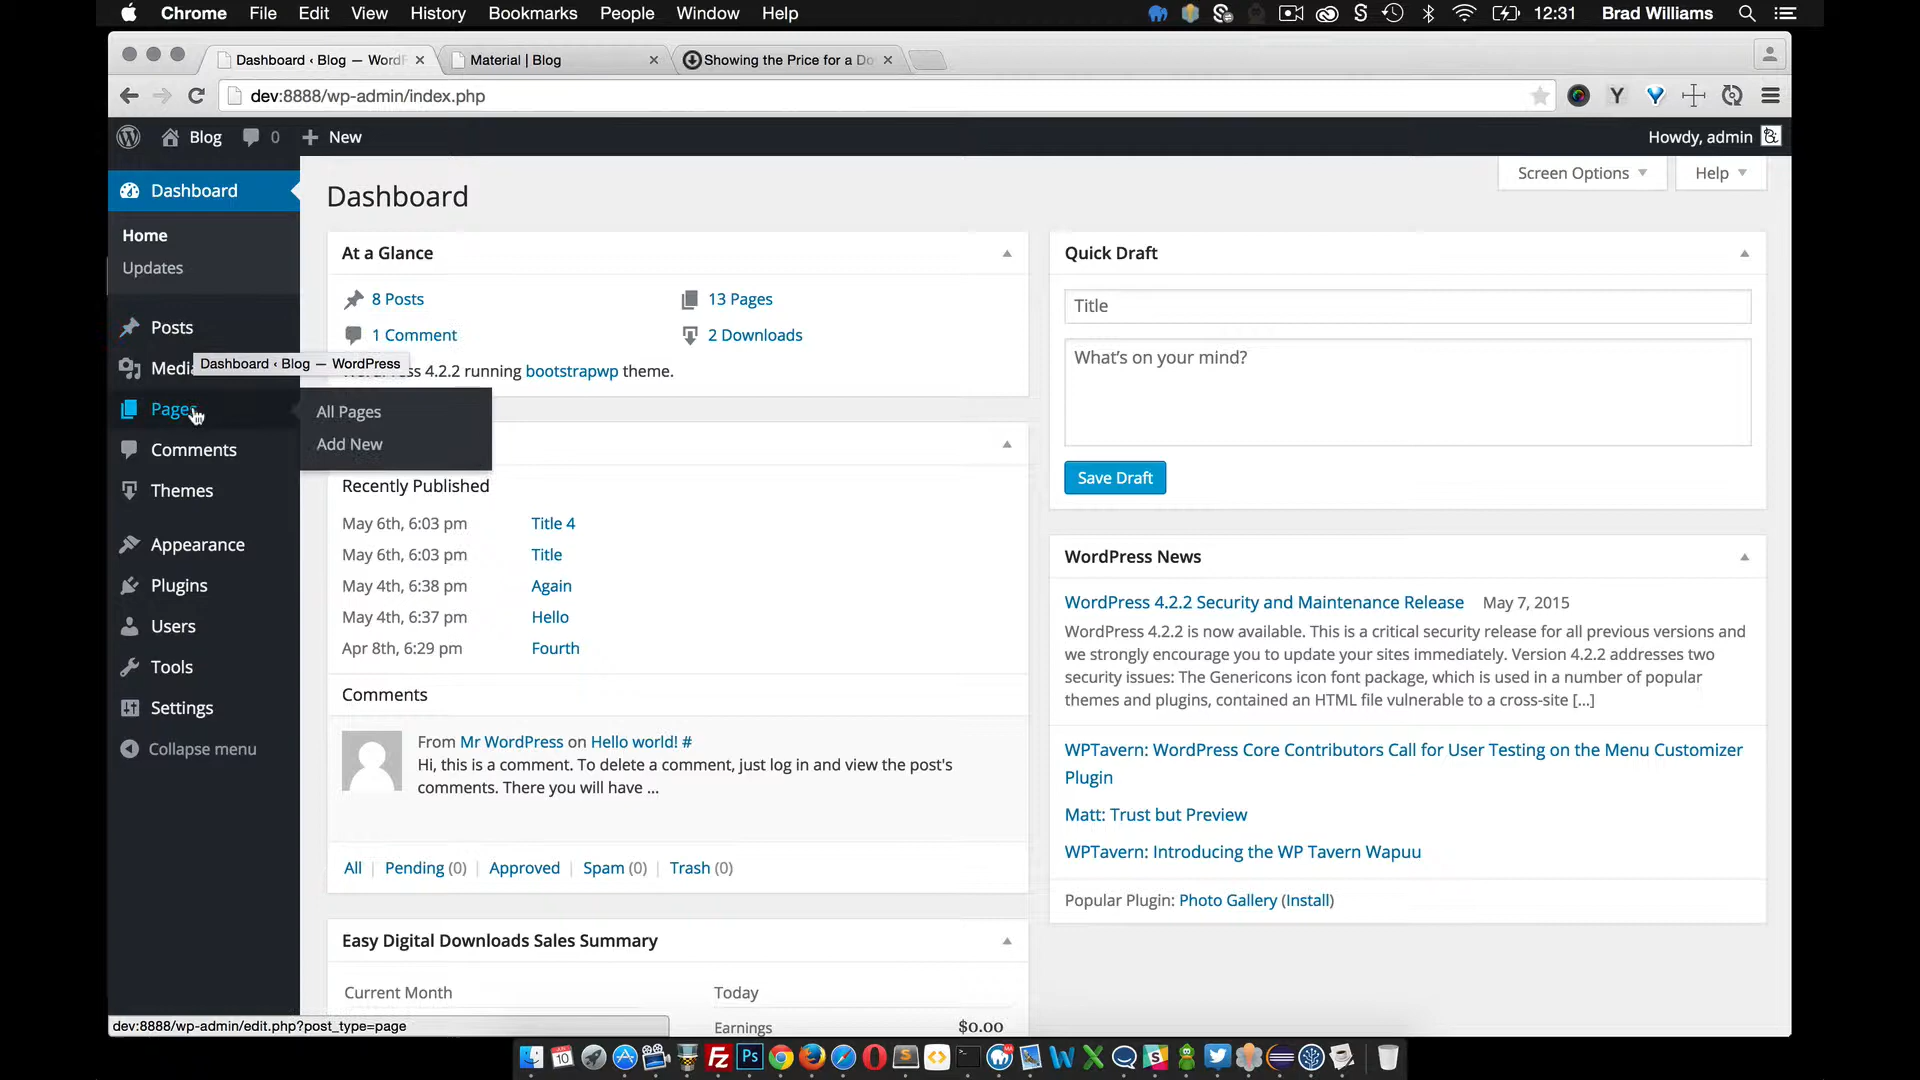 Chrome File Edit View History Bookmarks People Window Help 12:31 Brad Williams
Dashboard ‹ Blog — WordP Material | Blog Showing the Price for a Do
dev:8888/wp-admin/index.php
Blog 0 New Howdy, admin
Dashboard
Home
Updates
Posts
Media
Dashboard ‹ Blog — WordPress
Pages
All Pages
Add New
Comments
Themes
Appearance
Plugins
Users
Tools
Settings
Collapse menu
Dashboard
Screen Options Help
At a Glance
8 Posts 13 Pages
1 Comment 2 Downloads
4.2.2 running bootstrapwp theme.
Recently Published
May 6th, 6:03 pm Title 4
May 6th, 6:03 pm Title
May 4th, 6:38 pm Again
May 4th, 6:37 pm Hello
Apr 8th, 6:29 pm Fourth
Comments
From Mr WordPress on Hello world! #
Hi, this is a comment. To delete a comment, just log in and view the post's
comments. There you will have ...
All | Pending (0) | Approved | Spam (0) | Trash (0)
Easy Digital Downloads Sales Summary
Current Month Today
Earnings $0.00
Quick Draft
Title
What's on your mind?
Save Draft
WordPress News
WordPress 4.2.2 Security and Maintenance Release May 7, 2015
WordPress 4.2.2 is now available. This is a critical security release for all previous versions and
we strongly encourage you to update your sites immediately. Version 4.2.2 addresses two
security issues: The Genericons icon font package, which is used in a number of popular
themes and plugins, contained an HTML file vulnerable to a cross-site [...]
WPTavern: WordPress Core Contributors Call for User Testing on the Menu Customizer
Plugin
Matt: Trust but Preview
WPTavern: Introducing the WP Tavern Wapuu
Popular Plugin: Photo Gallery (Install)
dev:8888/wp-admin/edit.php?post_type=page